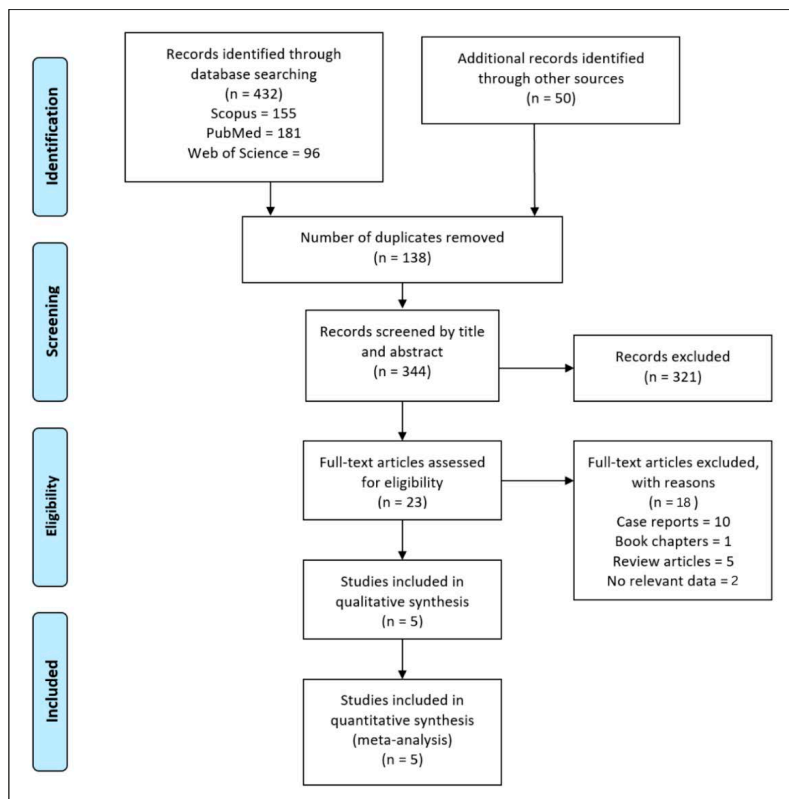 Identification
Records identified through
database searching
(n = 432)
Scopus = 155
PubMed = 181
Web of Science = 96
Additional records identified
through other sources
(n = 50)
Number of duplicates removed
(n = 138)
Screening
Records screened by title
and abstract
(n = 344)
Records excluded
(n = 321)
Eligibility
Full-text articles assessed
for eligibility
(n = 23)
Full-text articles excluded,
with reasons
(n = 18)
Case reports = 10
Book chapters = 1
Review articles = 5
No relevant data = 2
Studies included in
qualitative synthesis
(n = 5)
Included
Studies included in
quantitative synthesis
(meta-analysis)
(n = 5)